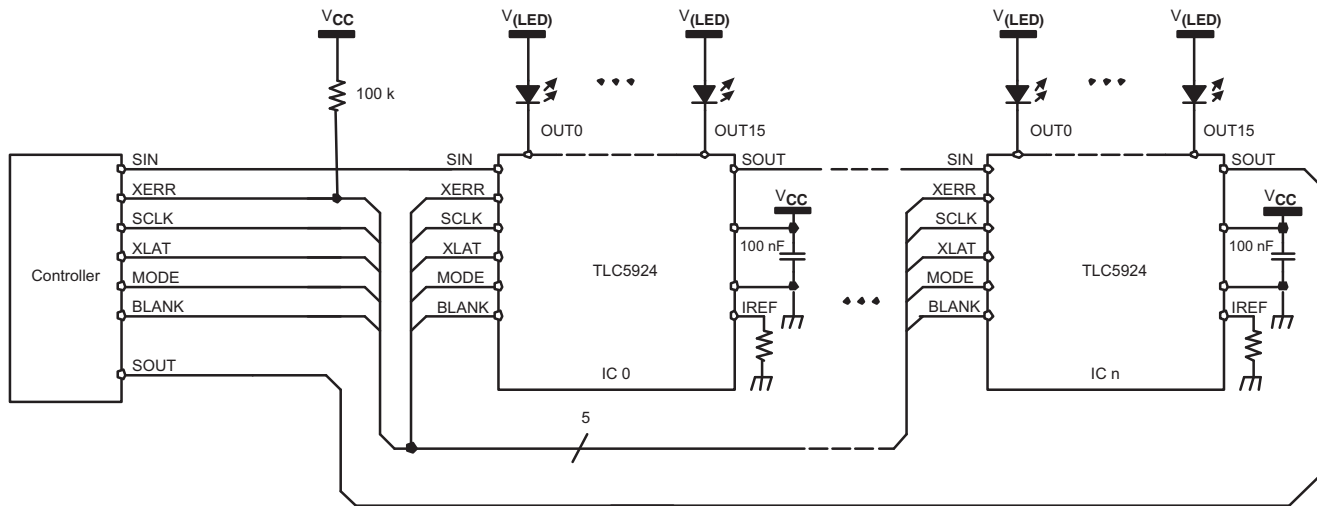 VCC
V(LED)
V(LED)
V(LED)
V(LED)
100 k
OUT0
OUT15
OUT0
OUT15
Controller
SIN
XERR
SCLK
XLAT
MODE
BLANK
SOUT
SIN
XERR
SCLK
XLAT
MODE
BLANK
TLC5924
IC 0
SOUT
VCC
100 nF
IREF
SIN
XERR
SCLK
XLAT
MODE
BLANK
TLC5924
IC n
SOUT
VCC
100 nF
IREF
5